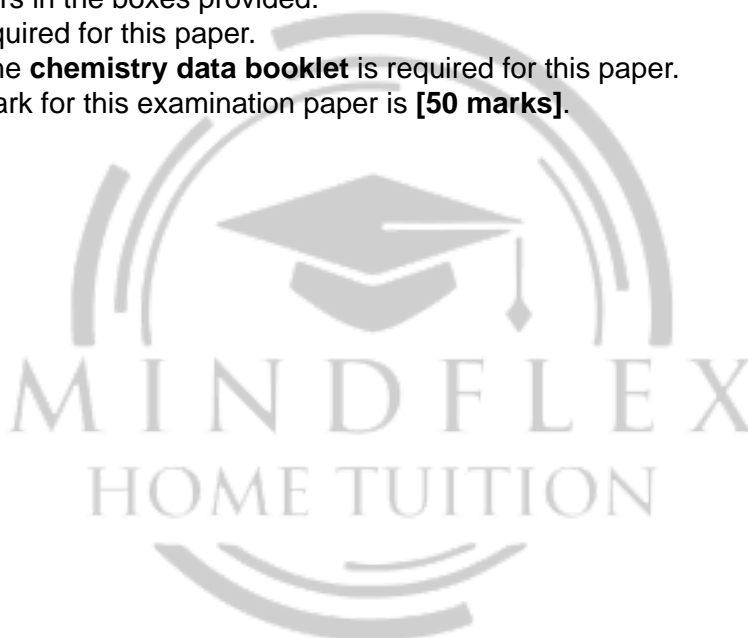 rs in the boxes provided.
quired for this paper.
ne chemistry data booklet is required for this paper.
ark for this examination paper is [50 marks].
MINDFLEX
HOME TUITION